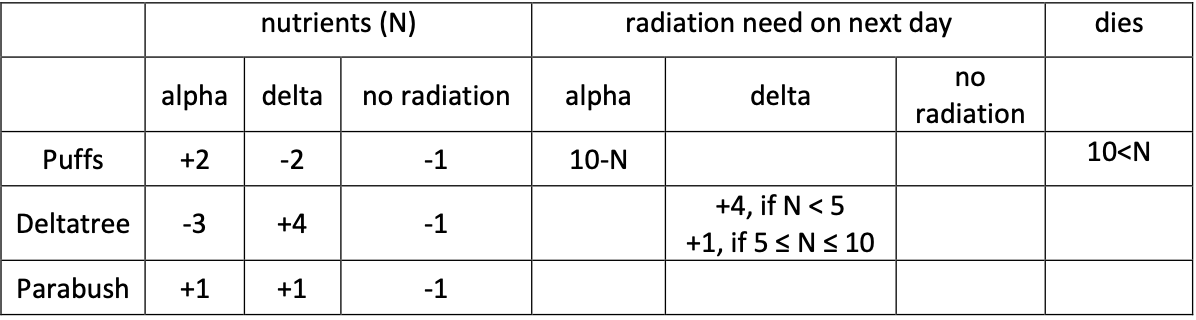 nutrients (N) radiation need on next day dies
alpha delta no radiation alpha delta no radiation
Puffs +2 -2 -1 10-N 10<N
Deltatree -3 +4 -1 +4, if N < 5
+1, if 5 ≤ N ≤ 10
Parabush +1 +1 -1